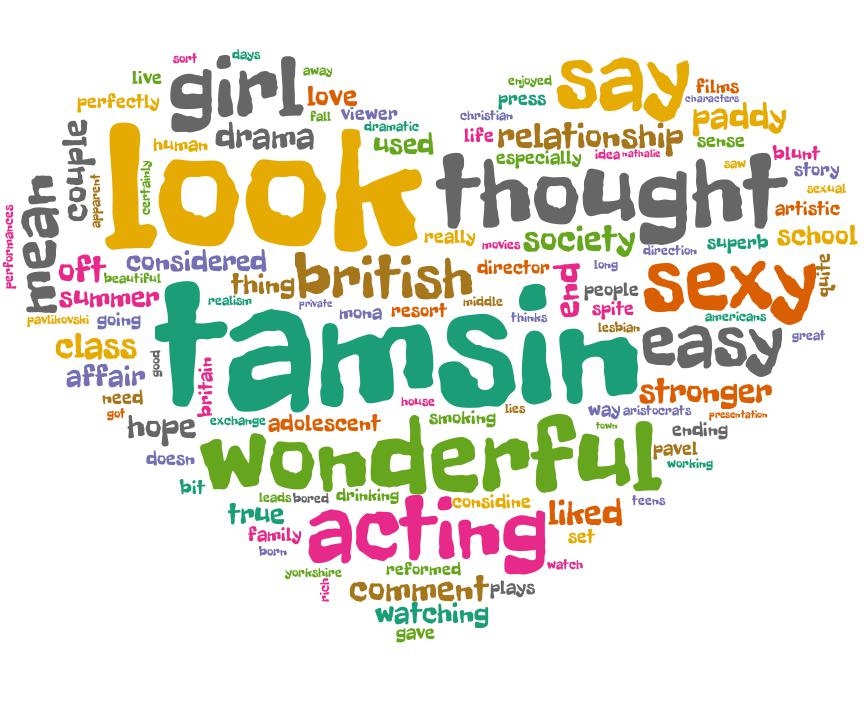 sort
days
away
live
girl
perfectly
love
fall
viewer
dramatic
human
drama
used
enjoyed
say
films
characters
press
christian
paddy
life
relationship
sense
especially
idea
nathalie
blunt
saw
story
sexual
couple
apparent
certainly
look
thought
artistic
performances
mean
really
movies
society
direction
superb
school
oft
considered
beautiful
summer
thing
british
director
long
end
people
spite
sexy
quite
realism
private
middle
mona
resort
thinks
americans
pavlikovski
going
lesbian
great
class
good
tamsin
easy
affair
britain
need
got
house
stronger
hope
exchange
adolescent
smoking
lies
way
aristocrats
presentation
town
ending
doesn
wonderful
pavel
working
bit
leads
bored
drinking
considine
teens
true
acting
liked
family
set
born
watch
yorkshire
reformed
rich
comment
plays
watching
gave